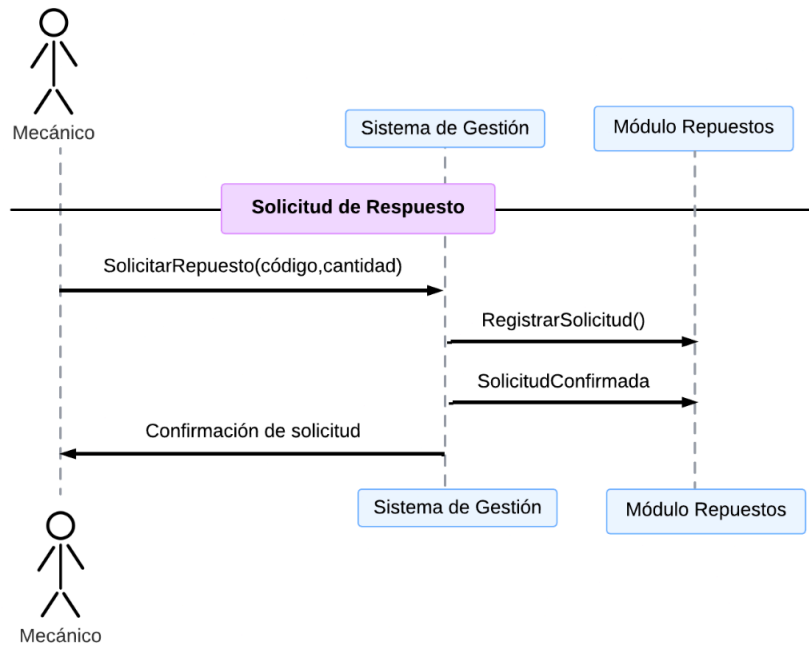 Mecánico
Sistema de Gestión
Módulo Repuestos
Solicitud de Respuesto
SolicitarRepuesto(código,cantidad)
RegistrarSolicitud()
SolicitudConfirmada
Confirmación de solicitud
Sistema de Gestión
Módulo Repuestos
Mecánico